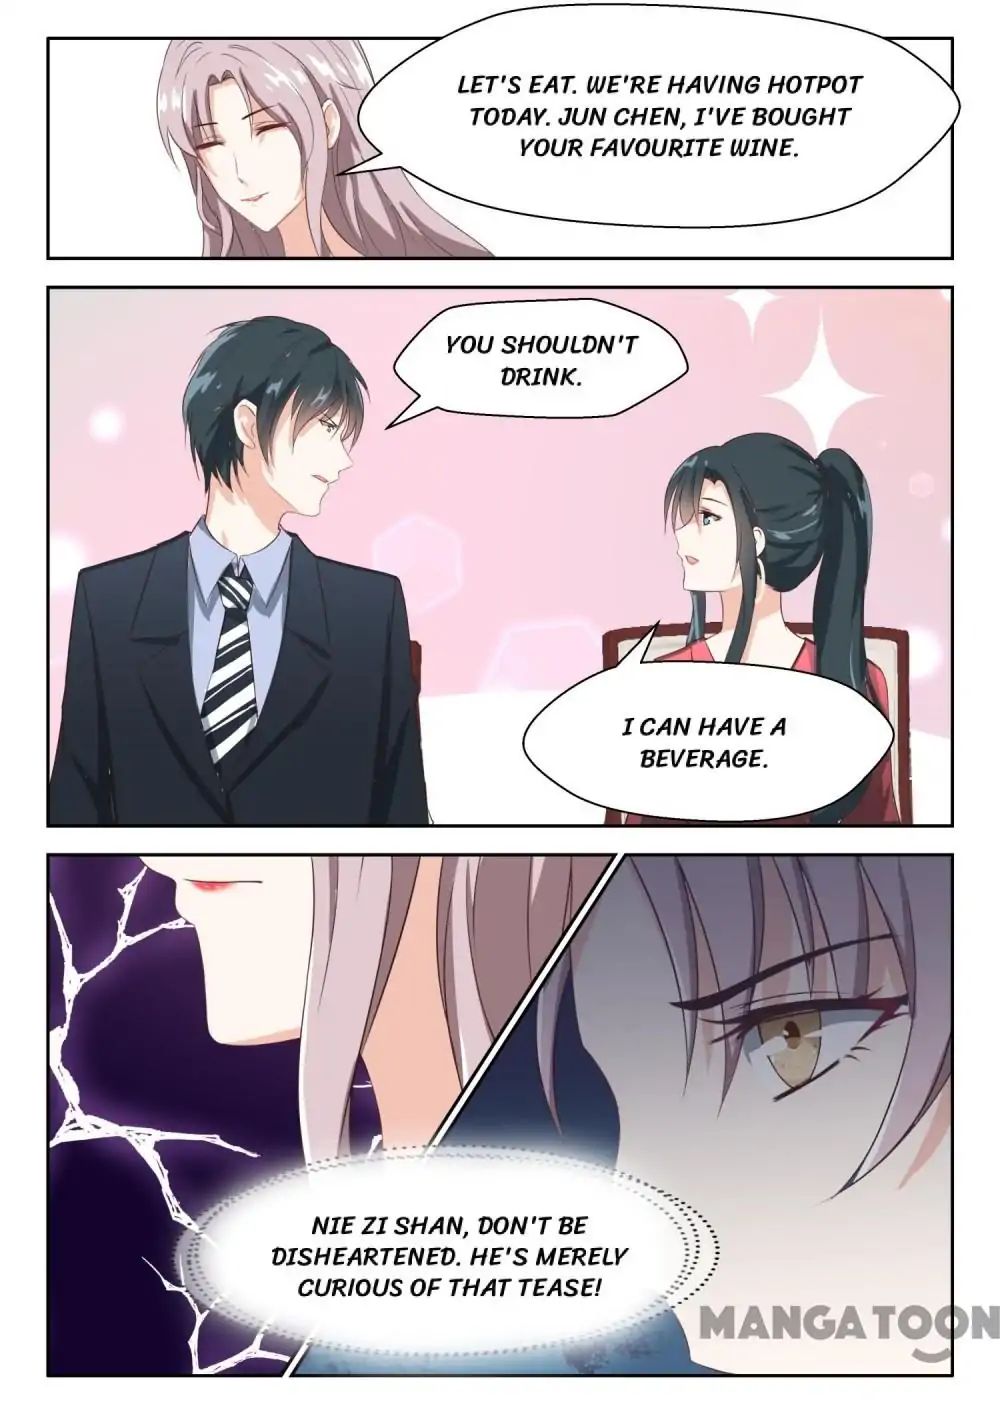 LET'S EAT. WE'RE HAVING HOTPOT
TODAY. JUN CHEN, I'VE BOUGHT
YOUR FAVOURITE WINE.
YOU SHOULDN'T
DRINK.
I CAN HAVE A
BEVERAGE.
NIE ZI SHAN, DON'T BE
DISHEARTENED. HE'S MERELY
CURIOUS OF THAT TEASE!
MANGATOON